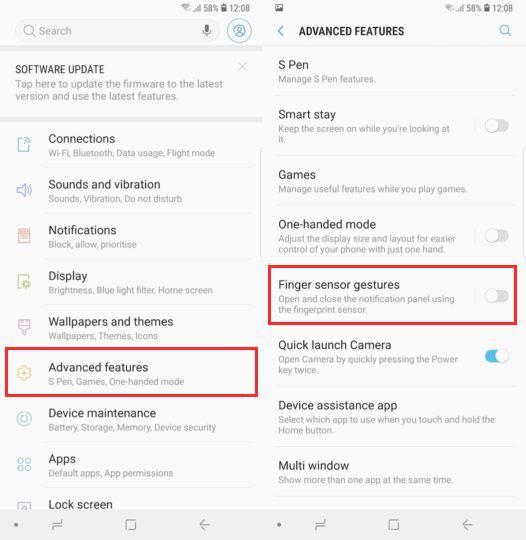 58% 12:08
Search
SOFTWARE UPDATE
Tap here to update the firmware to the latest
version and use the latest features.
Connections
Wi-Fi, Bluetooth, Data usage, Flight mode
Sounds and vibration
Sounds, Vibration, Do not disturb
Notifications
Block, allow, prioritise
Display
Brightness, Blue light filter, Home screen
Wallpapers and themes
Wallpapers, Themes, Icons
Advanced features
S Pen, Games, One-handed mode
Device maintenance
Battery, Storage, Memory, Device security
Apps
Default apps, App permissions
Lock screen
58% 12:08
ADVANCED FEATURES
S Pen
Manage S Pen features.
Smart stay
Keep the screen on while you're looking at
it.
Games
Manage useful features while you play games.
One-handed mode
Adjust the display size and layout for easier
control of your phone with just one hand.
Finger sensor gestures
Open and close the notification panel using
the fingerprint sensor.
Quick launch Camera
Open Camera by quickly pressing the Power
key twice.
Device assistance app
Select which app to use when you touch and hold the
Home button.
Multi window
Show more than one app at the same time.